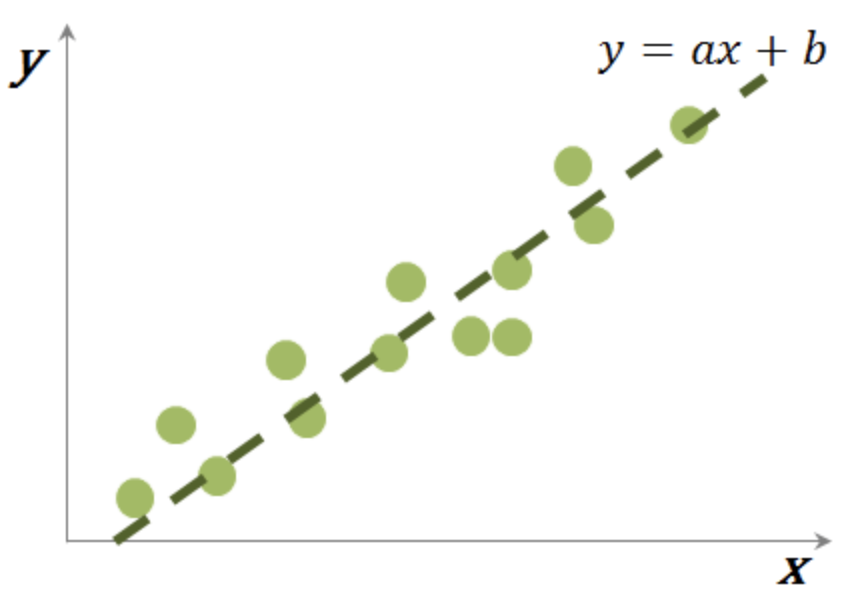 y = ax + b
y
x